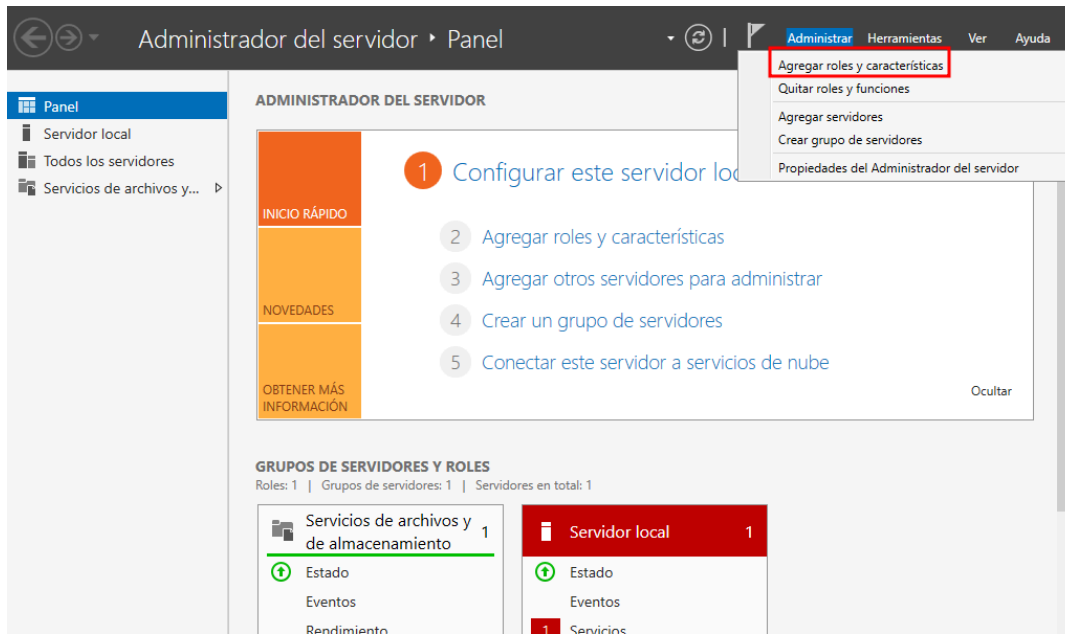 Administrador del servidor ‣ Panel
Administrar Herramientas Ver Ayuda
Agregar roles y características
Quitar roles y funciones
Agregar servidores
Crear grupo de servidores
Propiedades del Administrador del servidor
Panel
Servidor local
Todos los servidores
Servicios de archivos y...
ADMINISTRADOR DEL SERVIDOR
INICIO RÁPIDO
NOVEDADES
OBTENER MÁS
INFORMACIÓN
1 Configurar este servidor loc
2 Agregar roles y características
3 Agregar otros servidores para administrar
4 Crear un grupo de servidores
5 Conectar este servidor a servicios de nube
Ocultar
GRUPOS DE SERVIDORES Y ROLES
Roles: 1 | Grupos de servidores: 1 | Servidores en total: 1
Servicios de archivos y
de almacenamiento 1
Estado
Eventos
Rendimiento
Servidor local 1
Estado
Eventos
1 Servicios